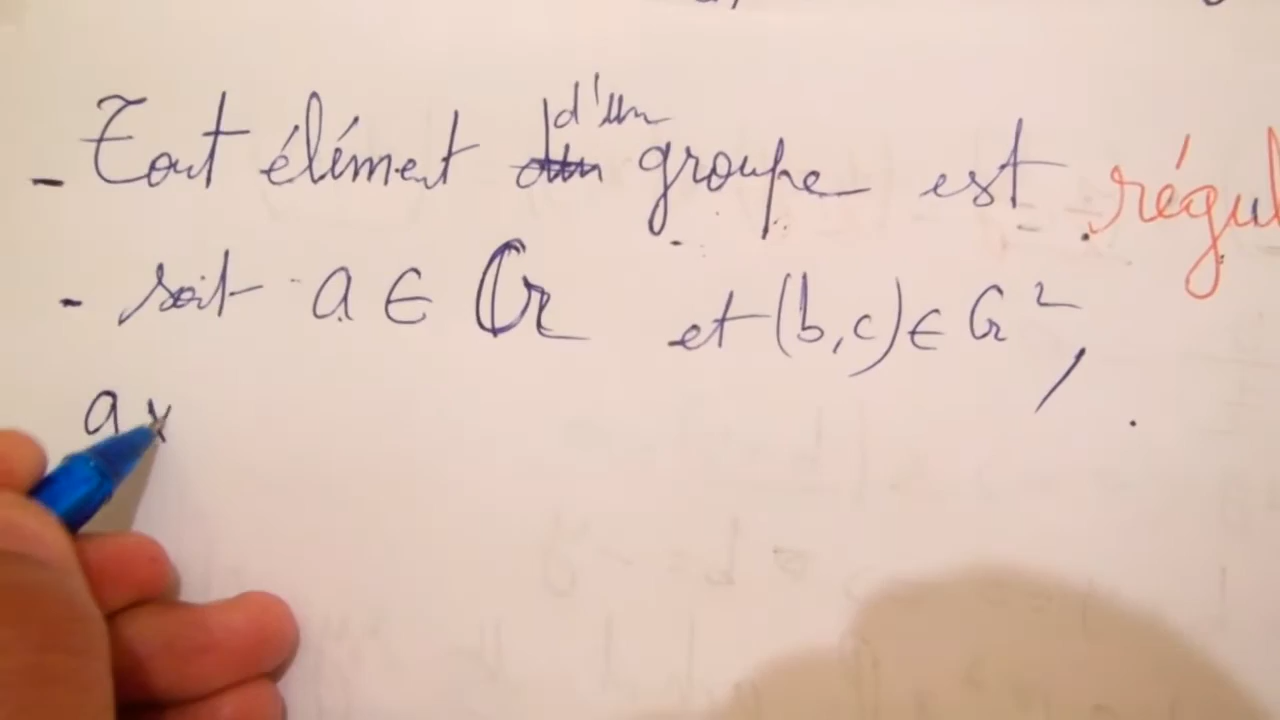 - Tout élément d'un groupe est régul
- soit a ∈ G et (b,c) ∈ G²,
a x